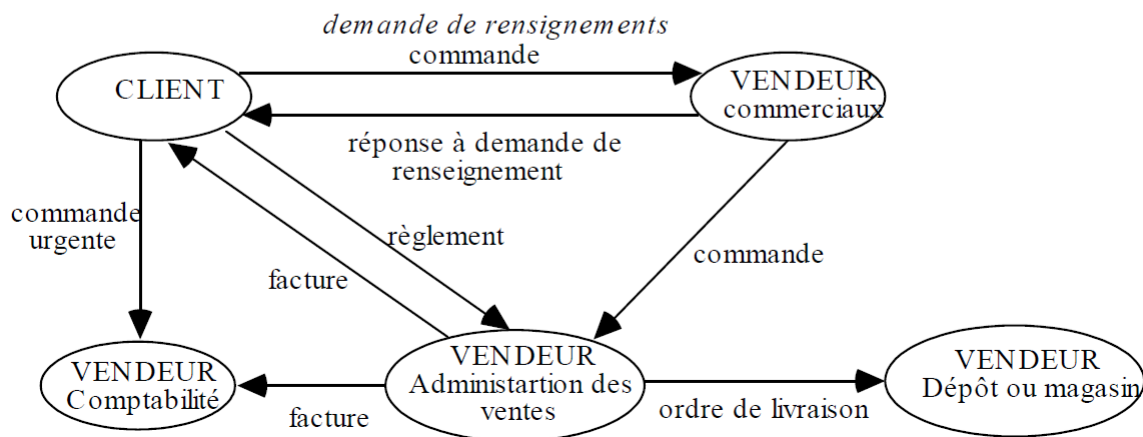 demande de rensignements
commande
CLIENT
VENDEUR
commerciaux
réponse à demande de
renseignement
commande
urgente
règlement
facture
commande
VENDEUR
Comptabilité
facture
VENDEUR
Administartion des
ventes
ordre de livraison
VENDEUR
Dépôt ou magasin